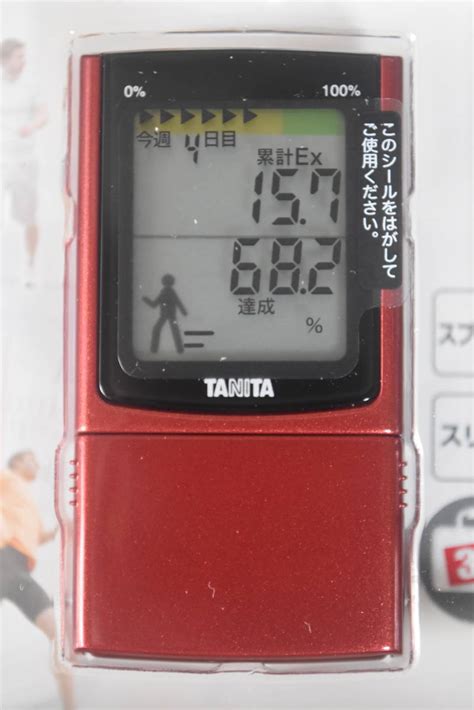 0% 100%
今週 4 日目
累計Ex
15.7
68.2
達成 %
TANITA
このシールをはがして
ご使用ください。
スプ
スリ
3